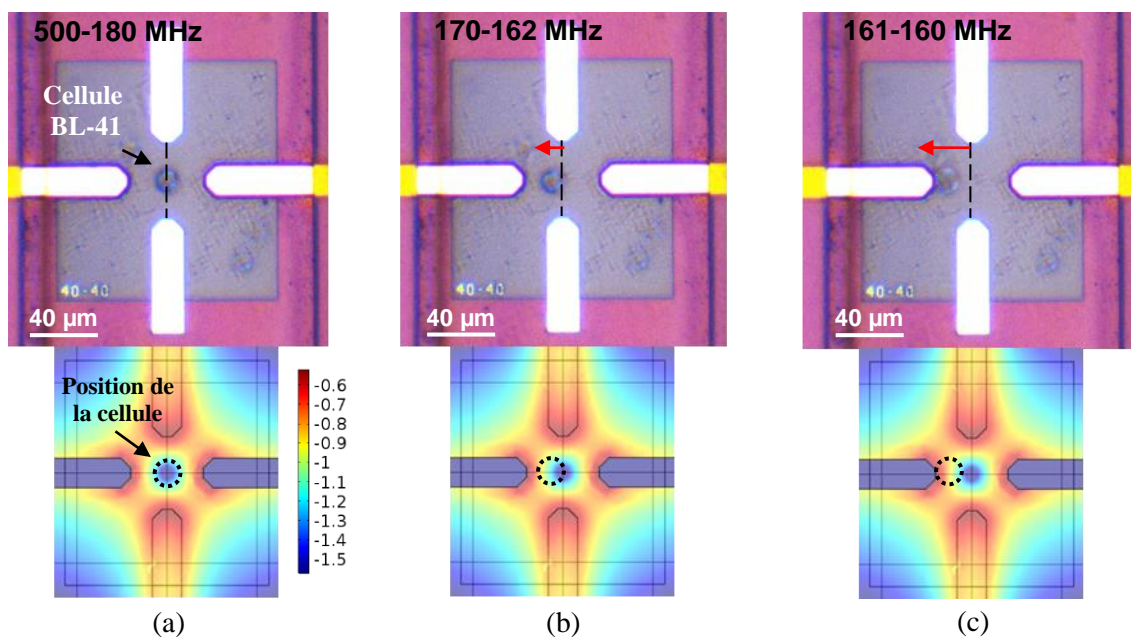 500-180 MHz
170-162 MHz
161-160 MHz
Cellule
BL-41
40-40
40-40
40-40
40 µm
40 µm
40 µm
Position de
la cellule
-0.6
-0.7
-0.8
-0.9
-1
-1.1
-1.2
-1.3
-1.4
-1.5
(a)
(b)
(c)